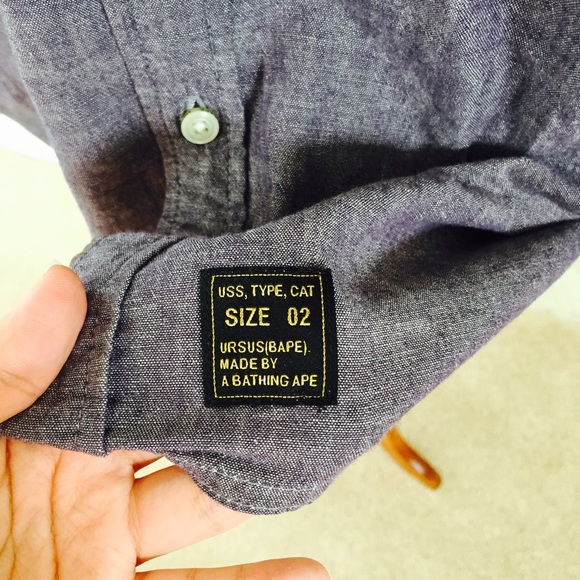 USS, TYPE, CAT
SIZE 02
URSUS(BAPE).
MADE BY
A BATHING APE